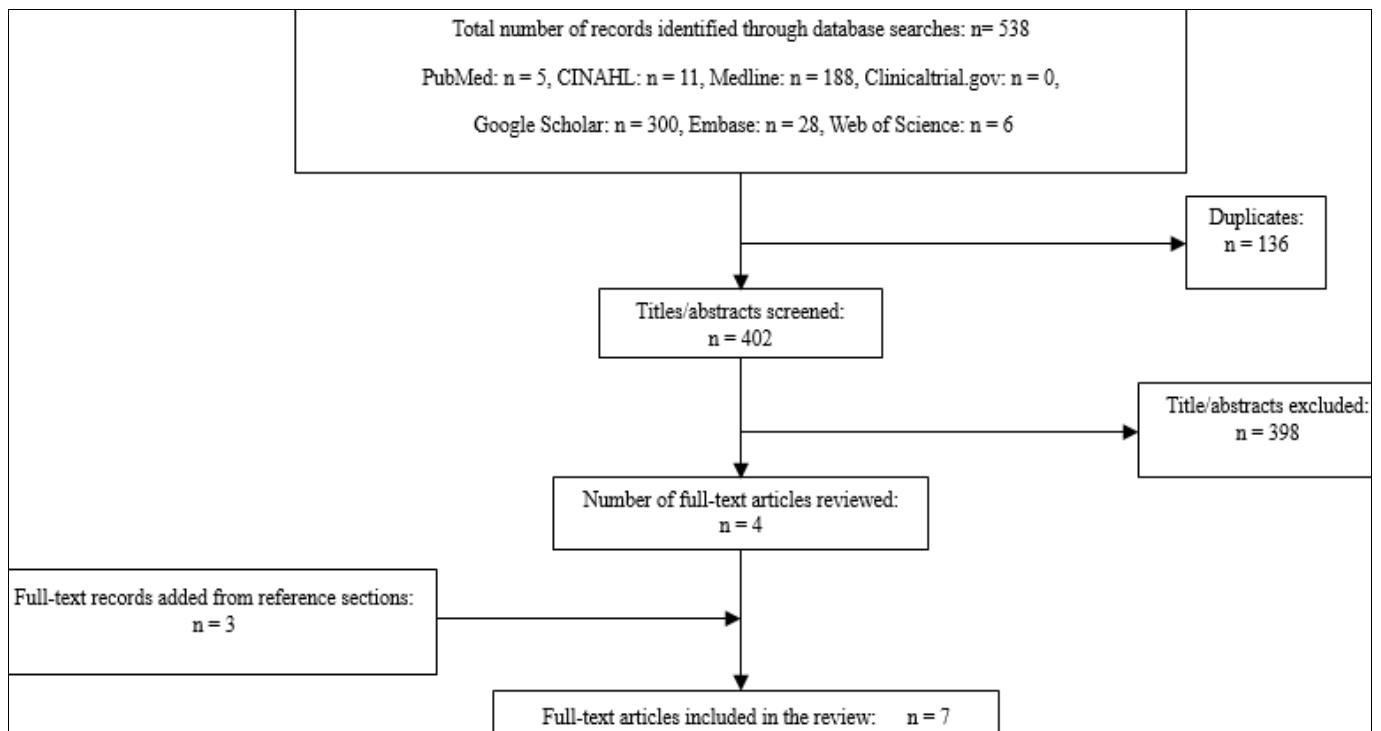 Total number of records identified through database searches: n= 538
PubMed: n = 5, CINAHL: n = 11, Medline: n = 188, Clinicaltrial.gov: n = 0,
Google Scholar: n = 300, Embase: n = 28, Web of Science: n = 6
Duplicates:
n = 136
Titles/abstracts screened:
n = 402
Title/abstracts excluded:
n = 398
Number of full-text articles reviewed:
n = 4
Full-text records added from reference sections:
n = 3
Full-text articles included in the review: n = 7